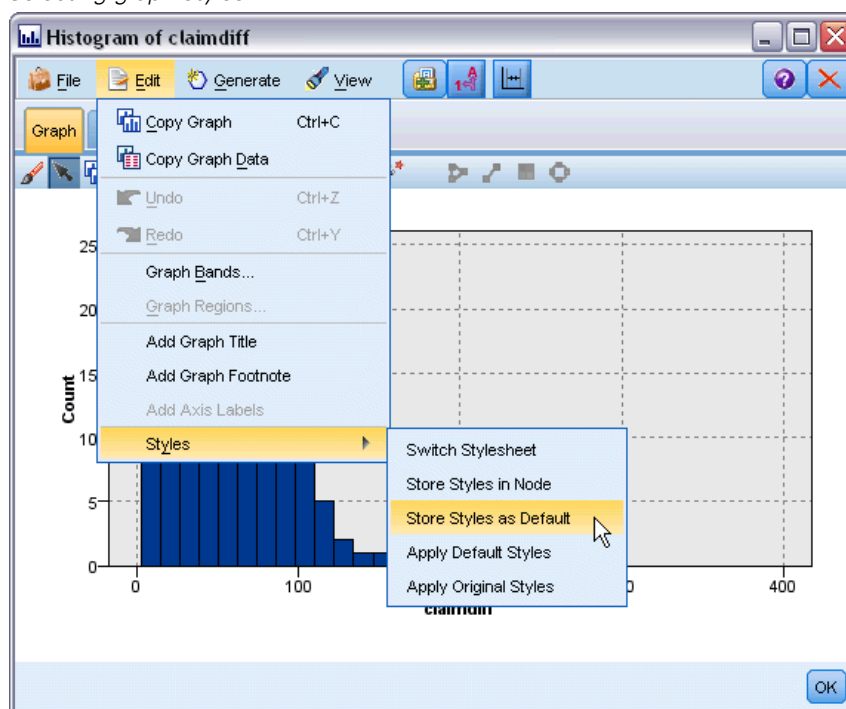 Histogram of claimdiff
File Edit Generate View
Graph
Copy Graph Ctrl+C
Copy Graph Data
Undo Ctrl+Z
Redo Ctrl+Y
Graph Bands...
Graph Regions...
Add Graph Title
Add Graph Footnote
Add Axis Labels
Styles
Switch Stylesheet
Store Styles in Node
Store Styles as Default
Apply Default Styles
Apply Original Styles
Count
25
20
15
10
5
0
0 100 400
claimdiff
OK